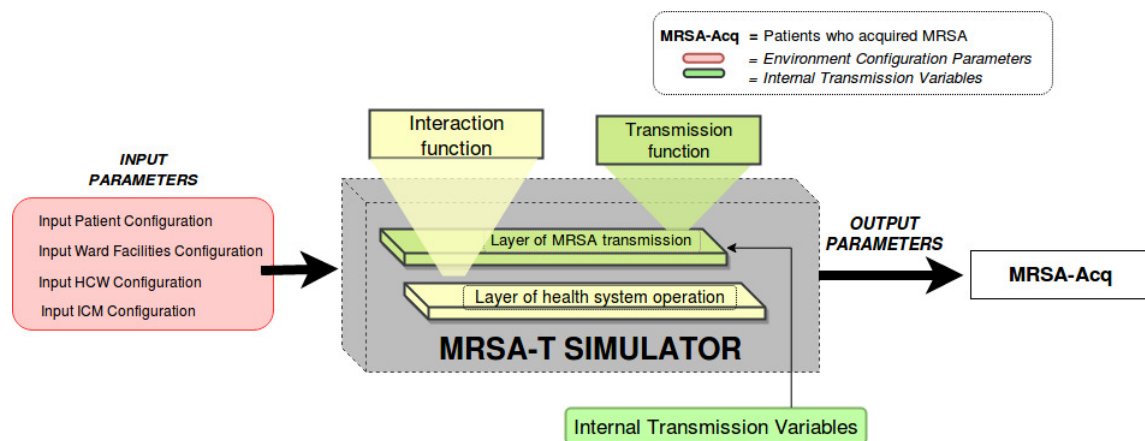 MRSA-Acq = Patients who acquired MRSA
= Environment Configuration Parameters
= Internal Transmission Variables
Interaction
function
Transmission
function
INPUT
PARAMETERS
Input Patient Configuration
Input Ward Facilities Configuration
Input HCW Configuration
Input ICM Configuration
Layer of MRSA transmission
Layer of health system operation
MRSA-T SIMULATOR
OUTPUT
PARAMETERS
MRSA-Acq
Internal Transmission Variables